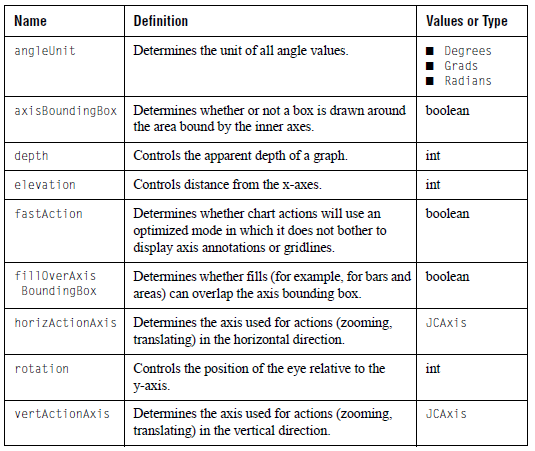 Name Definition Values or Type
angleUnit Determines the unit of all angle values. ■ Degrees
■ Grads
■ Radians
axisBoundingBox Determines whether or not a box is drawn around boolean
the area bound by the inner axes.
depth Controls the apparent depth of a graph. int
elevation Controls distance from the x-axes. int
fastAction Determines whether chart actions will use an boolean
optimized mode in which it does not bother to
display axis annotations or gridlines.
fillOverAxis Determines whether fills (for example, for bars and boolean
BoundingBox areas) can overlap the axis bounding box.
horizActionAxis Determines the axis used for actions (zooming, JCAxis
translating) in the horizontal direction.
rotation Controls the position of the eye relative to the int
y-axis.
vertActionAxis Determines the axis used for actions (zooming, JCAxis
translating) in the vertical direction.